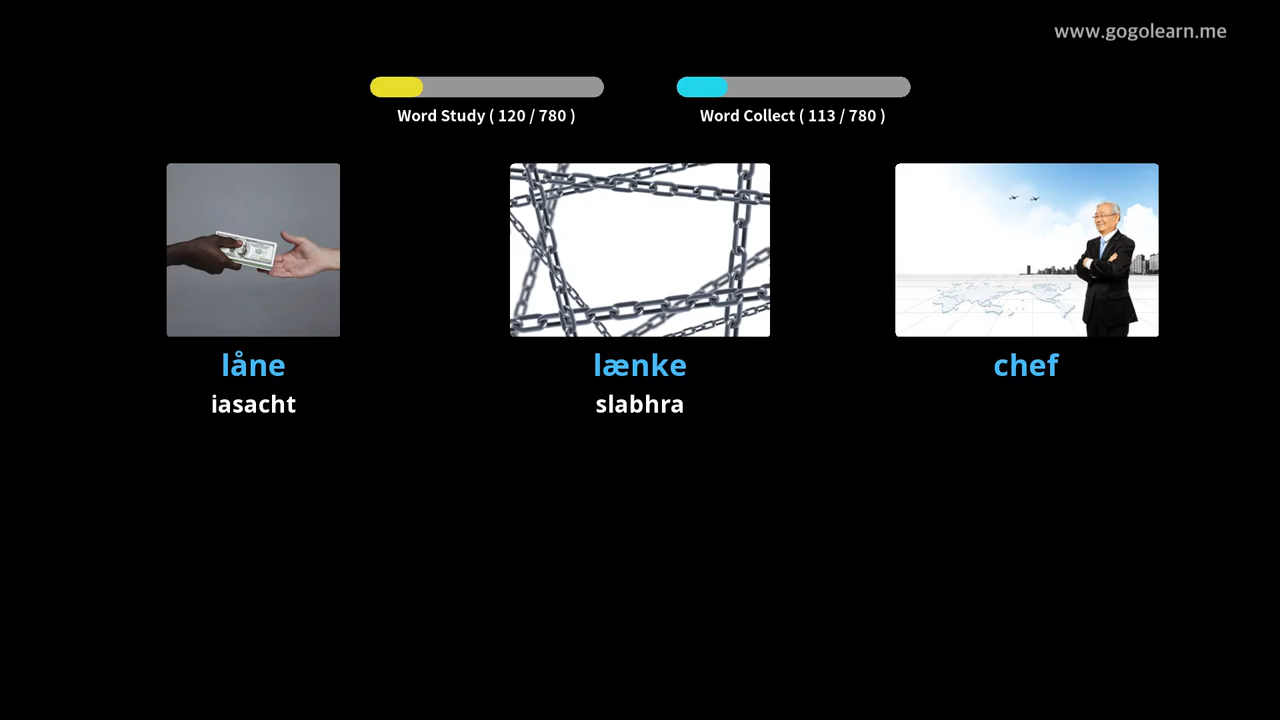 www.gogolearn.me
Word Study ( 120 / 780 )
Word Collect ( 113 / 780 )
låne
lænke
chef
iasacht
slabhra